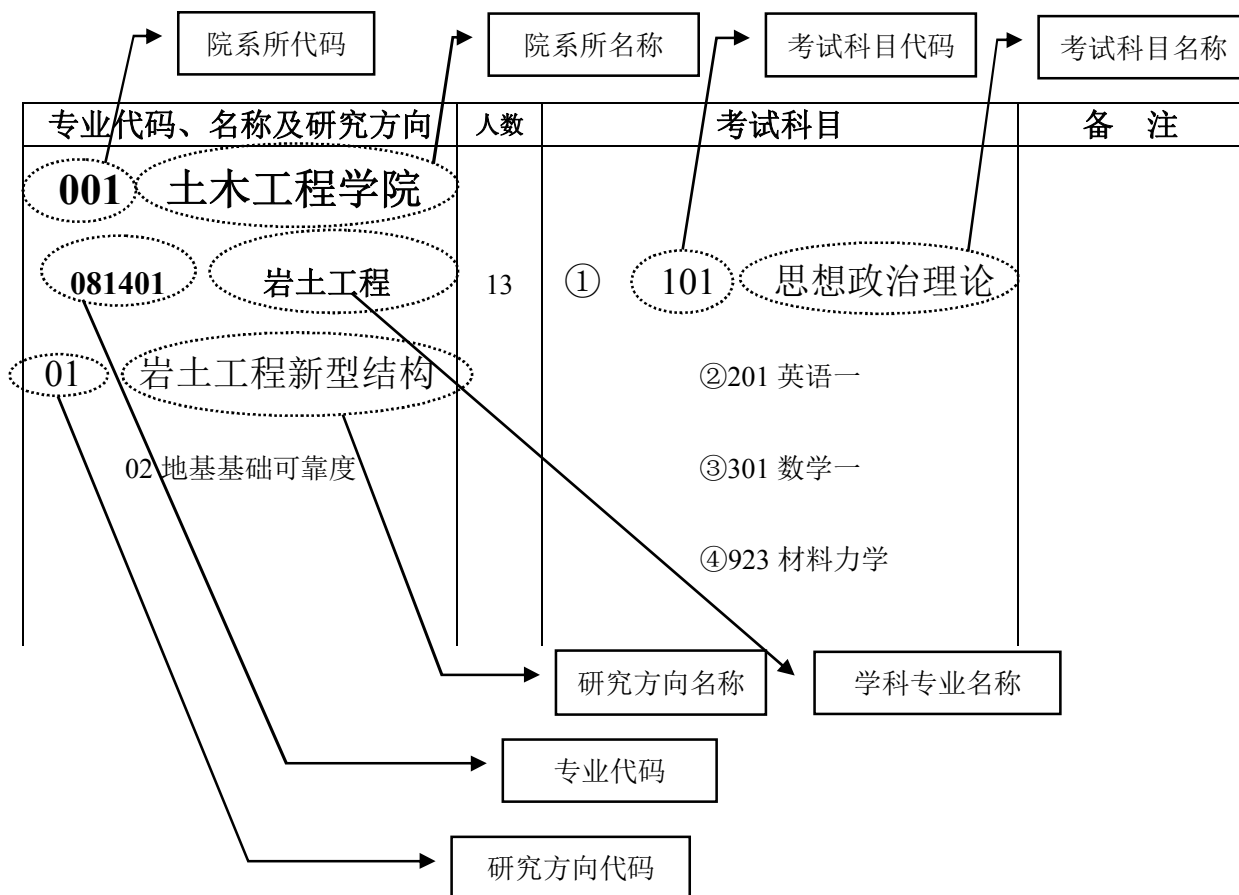 院系所代码 院系所名称 考试科目代码 考试科目名称
专业代码、名称及研究方向 人数 考试科目 备 注
001 土木工程学院
081401 岩土工程 13 ① 101 思想政治理论
01 岩土工程新型结构 ②201 英语一
02 地基基础可靠度 ③301 数学一
④923 材料力学
研究方向名称 学科专业名称
专业代码
研究方向代码